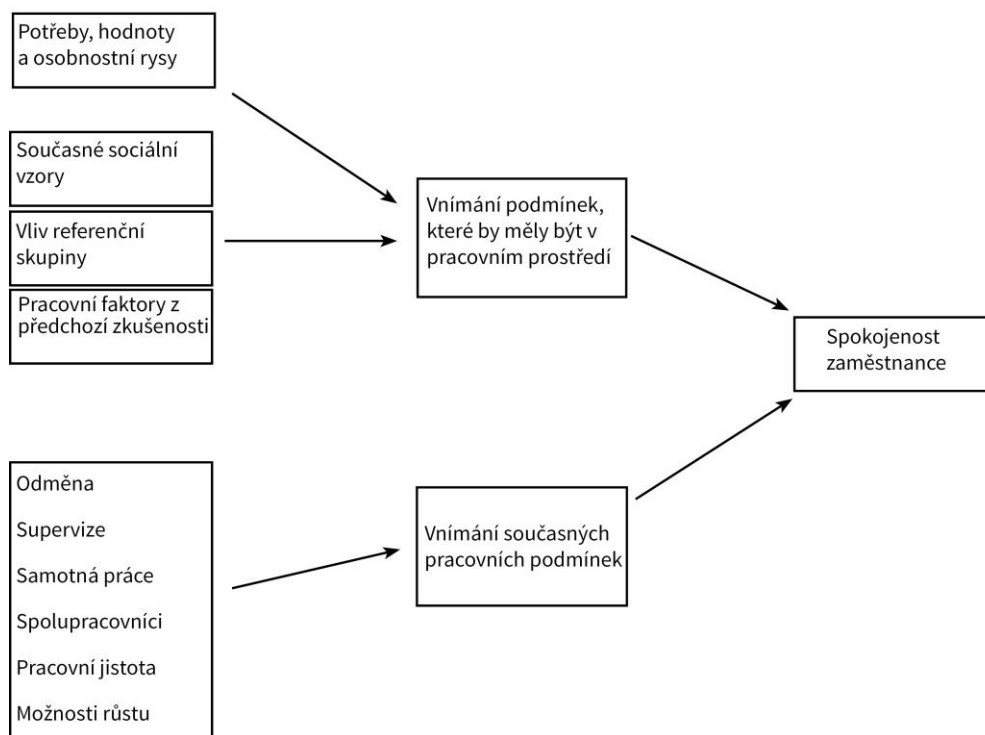 Potřeby, hodnoty
a osobnostní rysy
Současné sociální
vzory
Vliv referenční
skupiny
Pracovní faktory z
předchozí zkušenosti
Vnímání podmínek,
které by měly být v
pracovním prostředí
Spokojenost
zaměstnance
Odměna
Supervize
Samotná práce
Spolupracovníci
Pracovní jistota
Možnosti růstu
Vnímání současných
pracovních podmínek